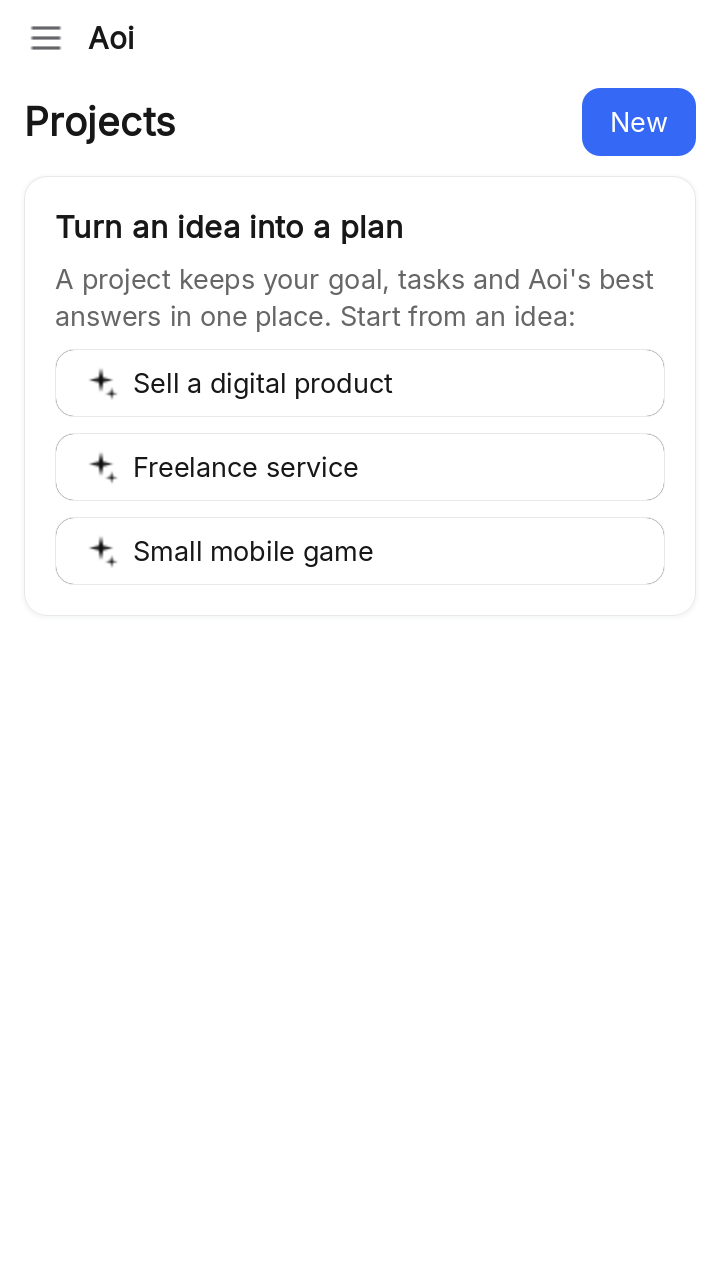 Aoi
Projects
New
Turn an idea into a plan
A project keeps your goal, tasks and Aoi's best
answers in one place. Start from an idea:
Sell a digital product
Freelance service
Small mobile game